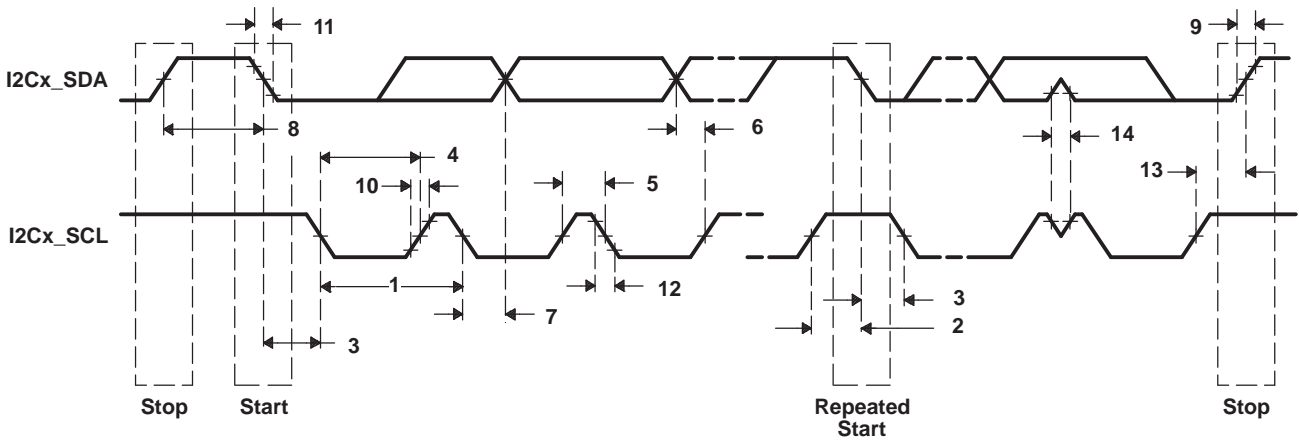 11
9
I2Cx_SDA
8
6
14
4
10
5
13
I2Cx_SCL
1
12
7
3
2
3
Stop
Start
Repeated
Start
Stop